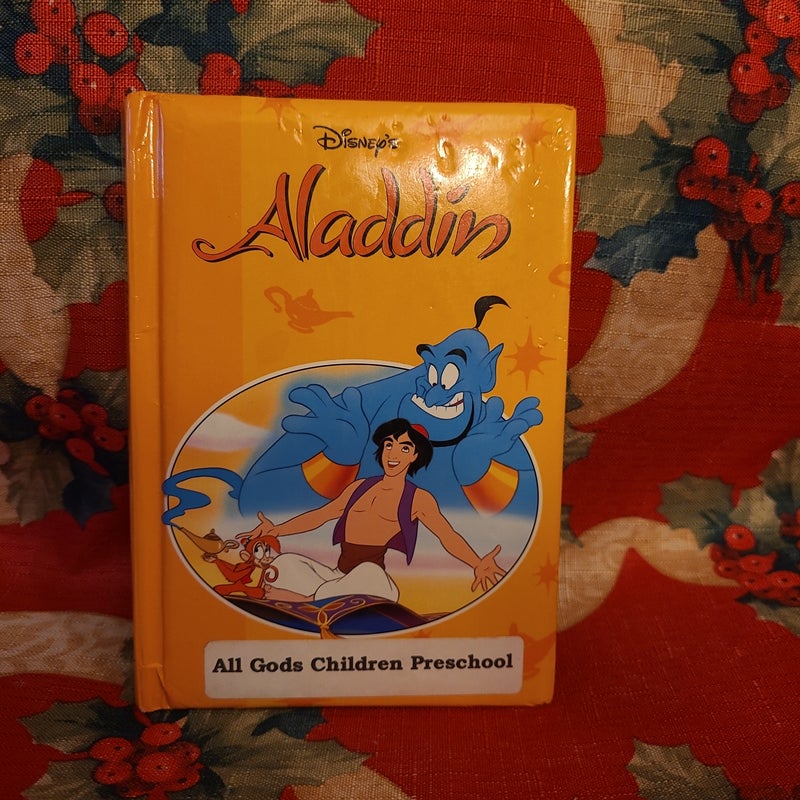 Disney's
Aladdin
All Gods Children Preschool